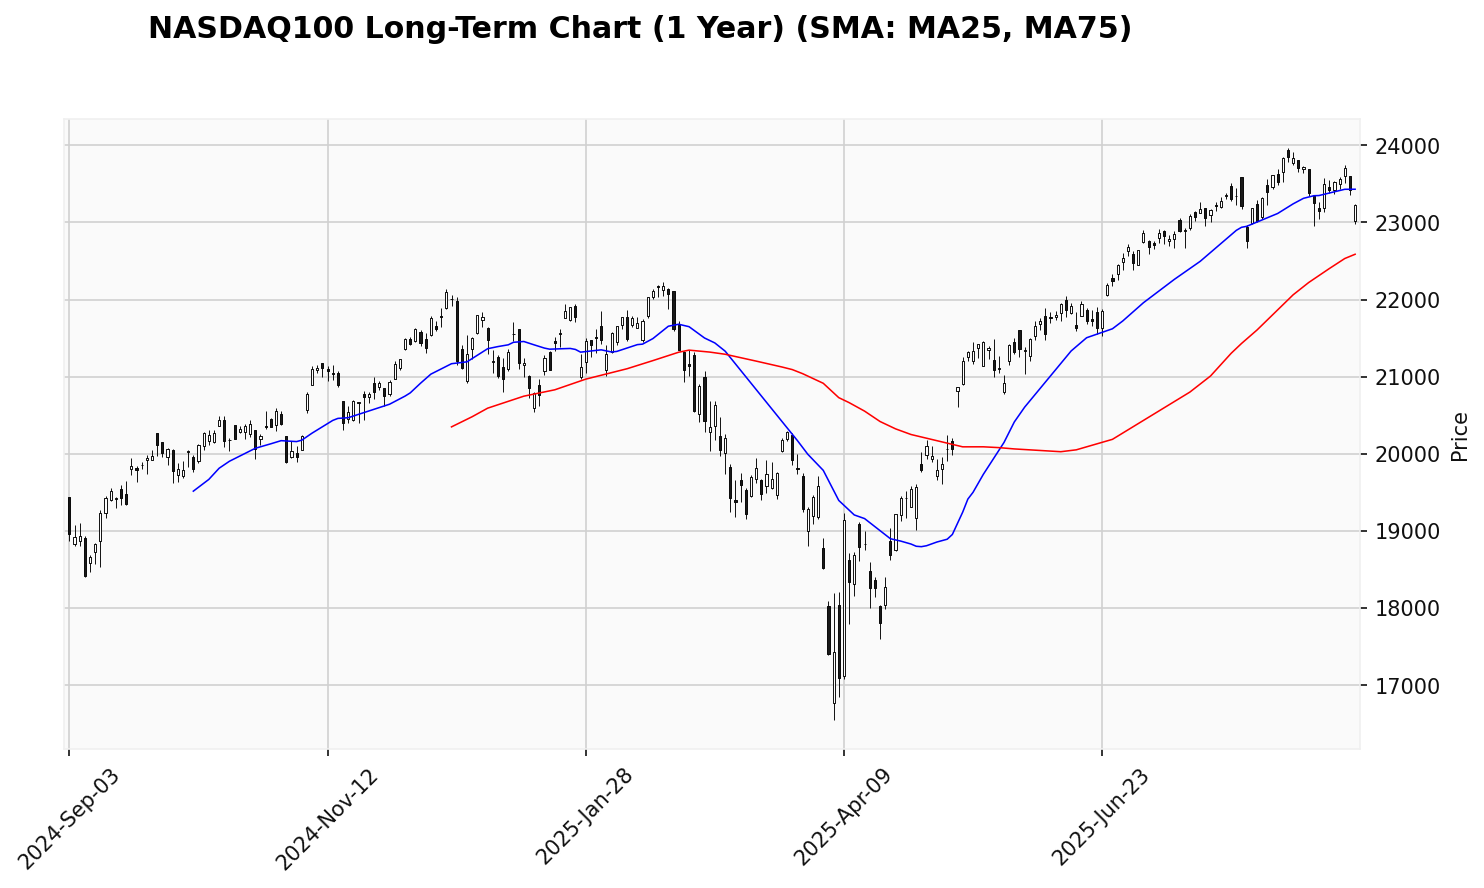 NASDAQ100 Long-Term Chart (1 Year) (SMA: MA25, MA75)
24000
23000
22000
21000
20000
19000
18000
17000
Price
2024-Sep-03
2024-Nov-12
2025-Jan-28
2025-Apr-09
2025-Jun-23